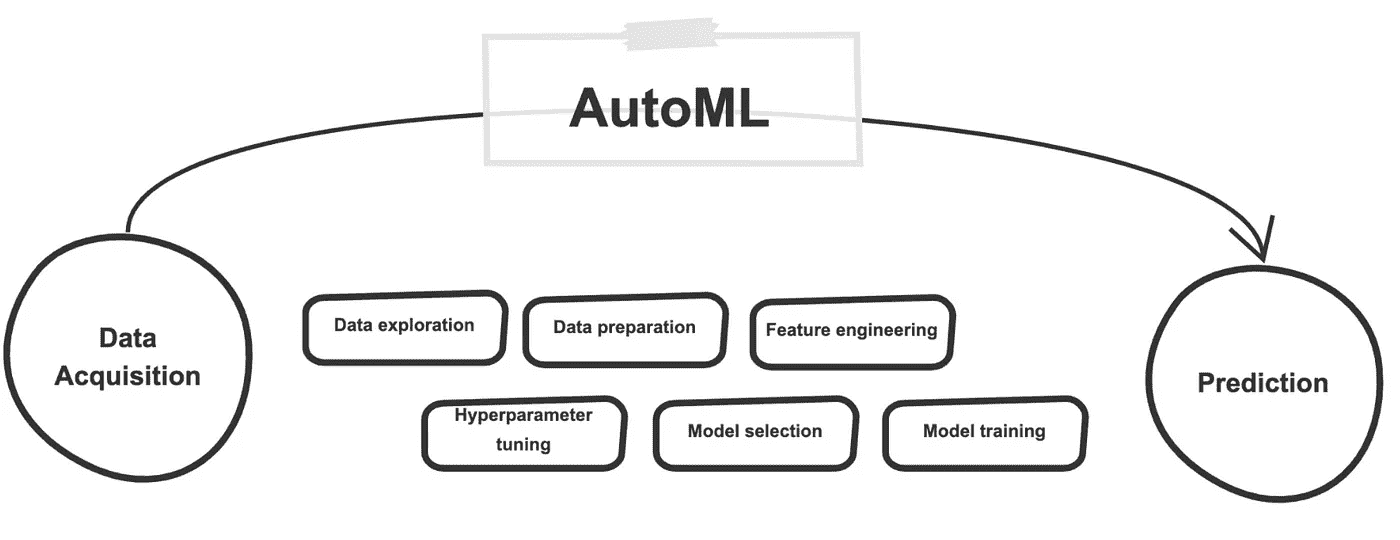 AutoML
Data
Acquisition
Data exploration
Data preparation
Feature engineering
Hyperparameter
tuning
Model selection
Model training
Prediction